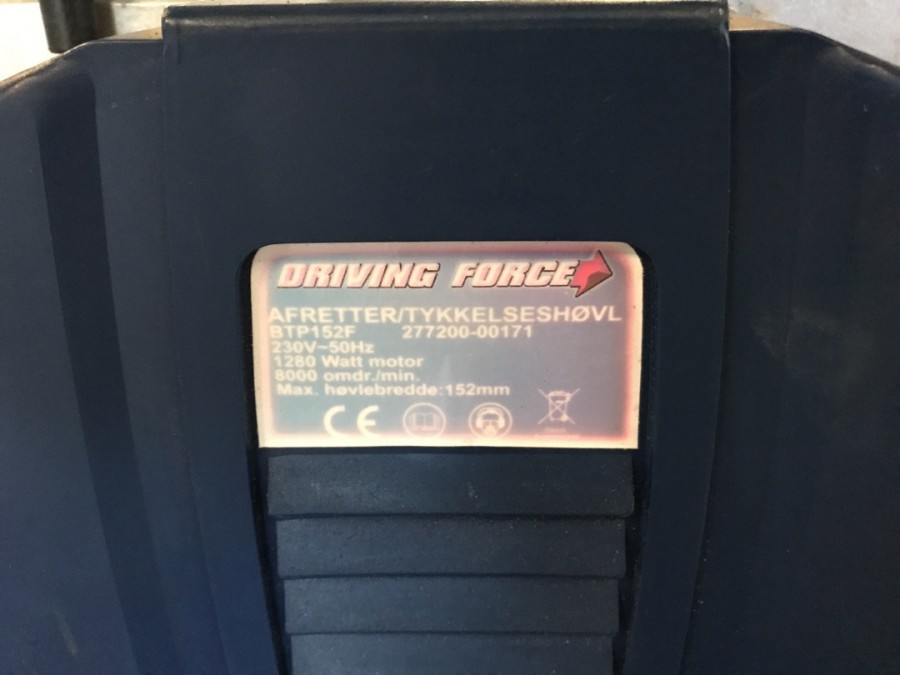 DRIVING FORCE
AFRETTER/TYKKELSESHØVL
BTP152F 277200-00171
230V~50Hz
1280 Watt motor
8000 omdr./min.
Max. høvlebredde:152mm
CE